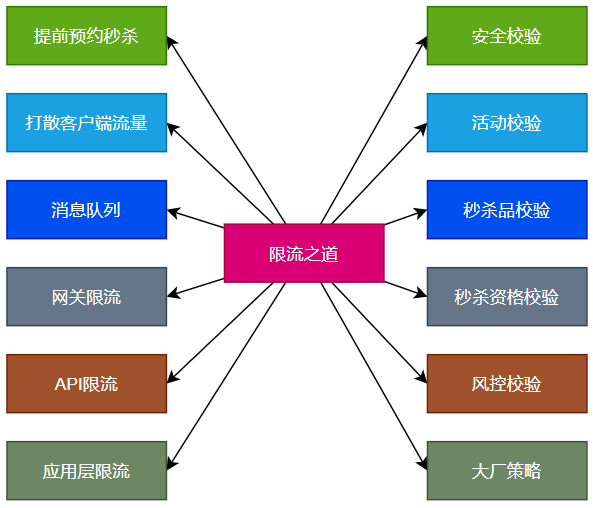 提前预约秒杀
安全校验
打散客户端流量
活动校验
消息队列
秒杀品校验
限流之道
网关限流
秒杀资格校验
API限流
风控校验
应用层限流
大厂策略